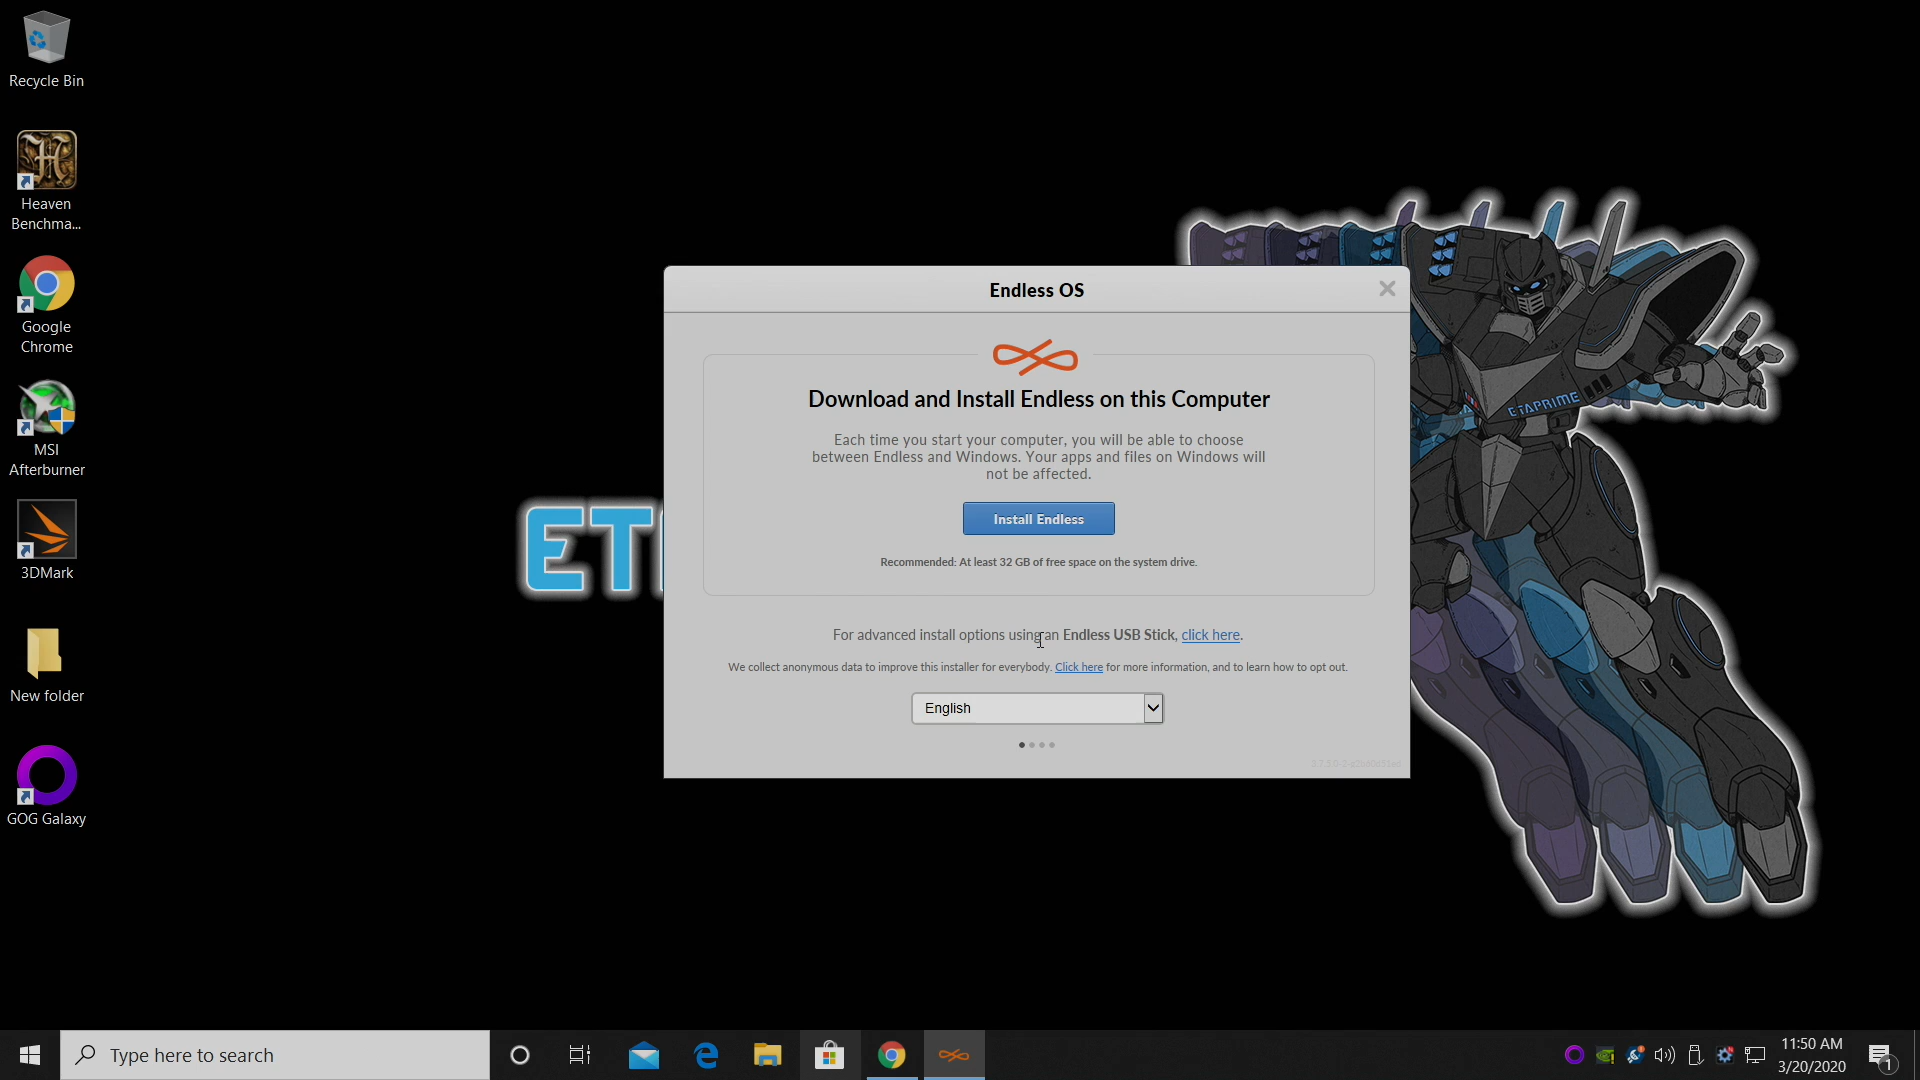 Recycle Bin
Heaven
Benchma...
Google
Chrome
MSI
Afterburner
3DMark
New folder
GOG Galaxy
ET
ETAPRIME
Endless OS
Download and Install Endless on this Computer
Each time you start your computer, you will be able to choose
between Endless and Windows. Your apps and files on Windows will
not be affected.
Install Endless
Recommended: At least 32 GB of free space on the system drive.
For advanced install options using an Endless USB Stick, click here.
We collect anonymous data to improve this installer for everybody. Click here for more information, and to learn how to opt out.
English
Type here to search
11:50 AM
3/20/2020
1